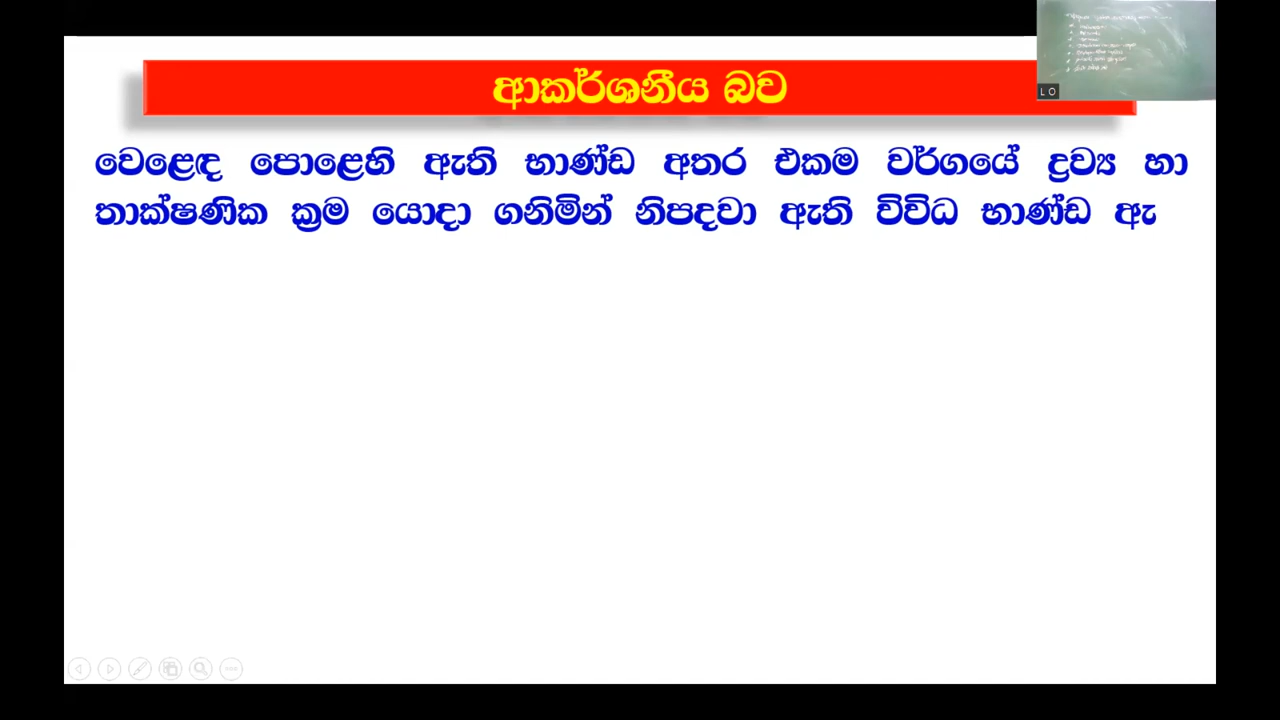 ආකර්ශනීය බව
වෙළෙඳ පොළෙහි ඇති භාණ්ඩ අතර එකම වර්ගයේ ද්‍රව්‍ය හා
තාක්ෂණික ක්‍රම යොදා ගනිමින් නිපදවා ඇති විවිධ භාණ්ඩ ඇ
L O